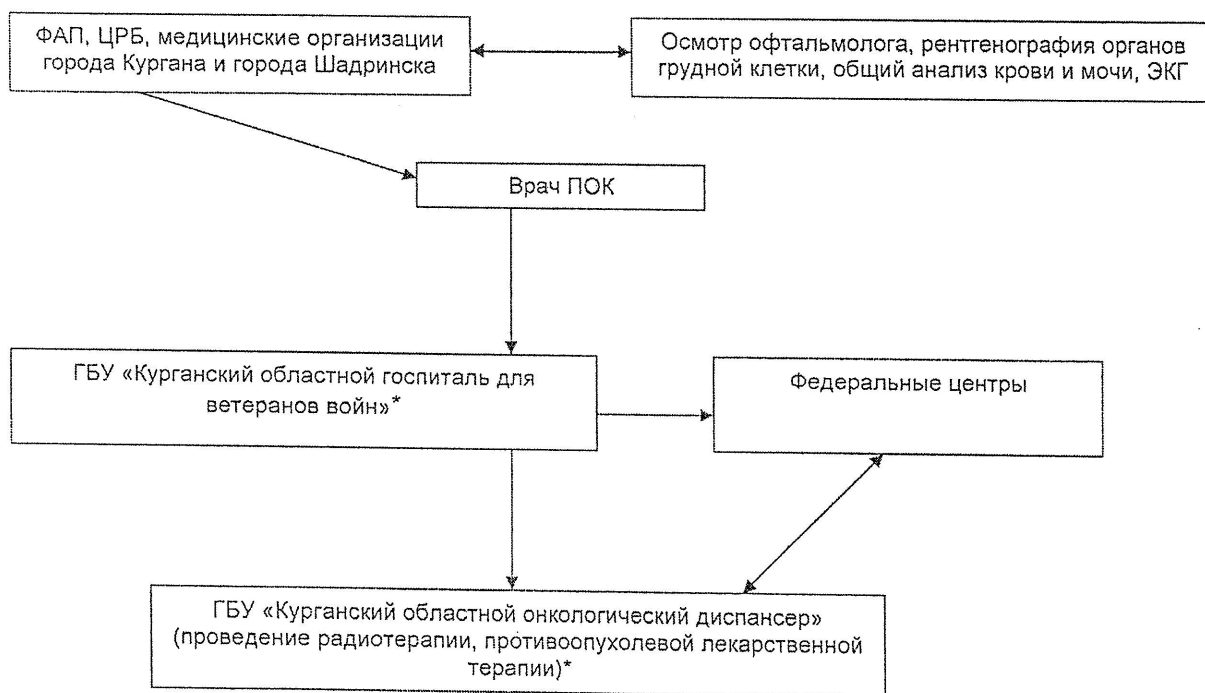 ФАП, ЦРБ, медицинские организации
города Кургана и города Шадринска
Осмотр офтальмолога, рентгенография органов
грудной клетки, общий анализ крови и мочи, ЭКГ
Врач ПОК
ГБУ «Курганский областной госпиталь для
ветеранов войн»*
Федеральные центры
ГБУ «Курганский областной онкологический диспансер»
(проведение радиотерапии, противоопухолевой лекарственной
терапии)*